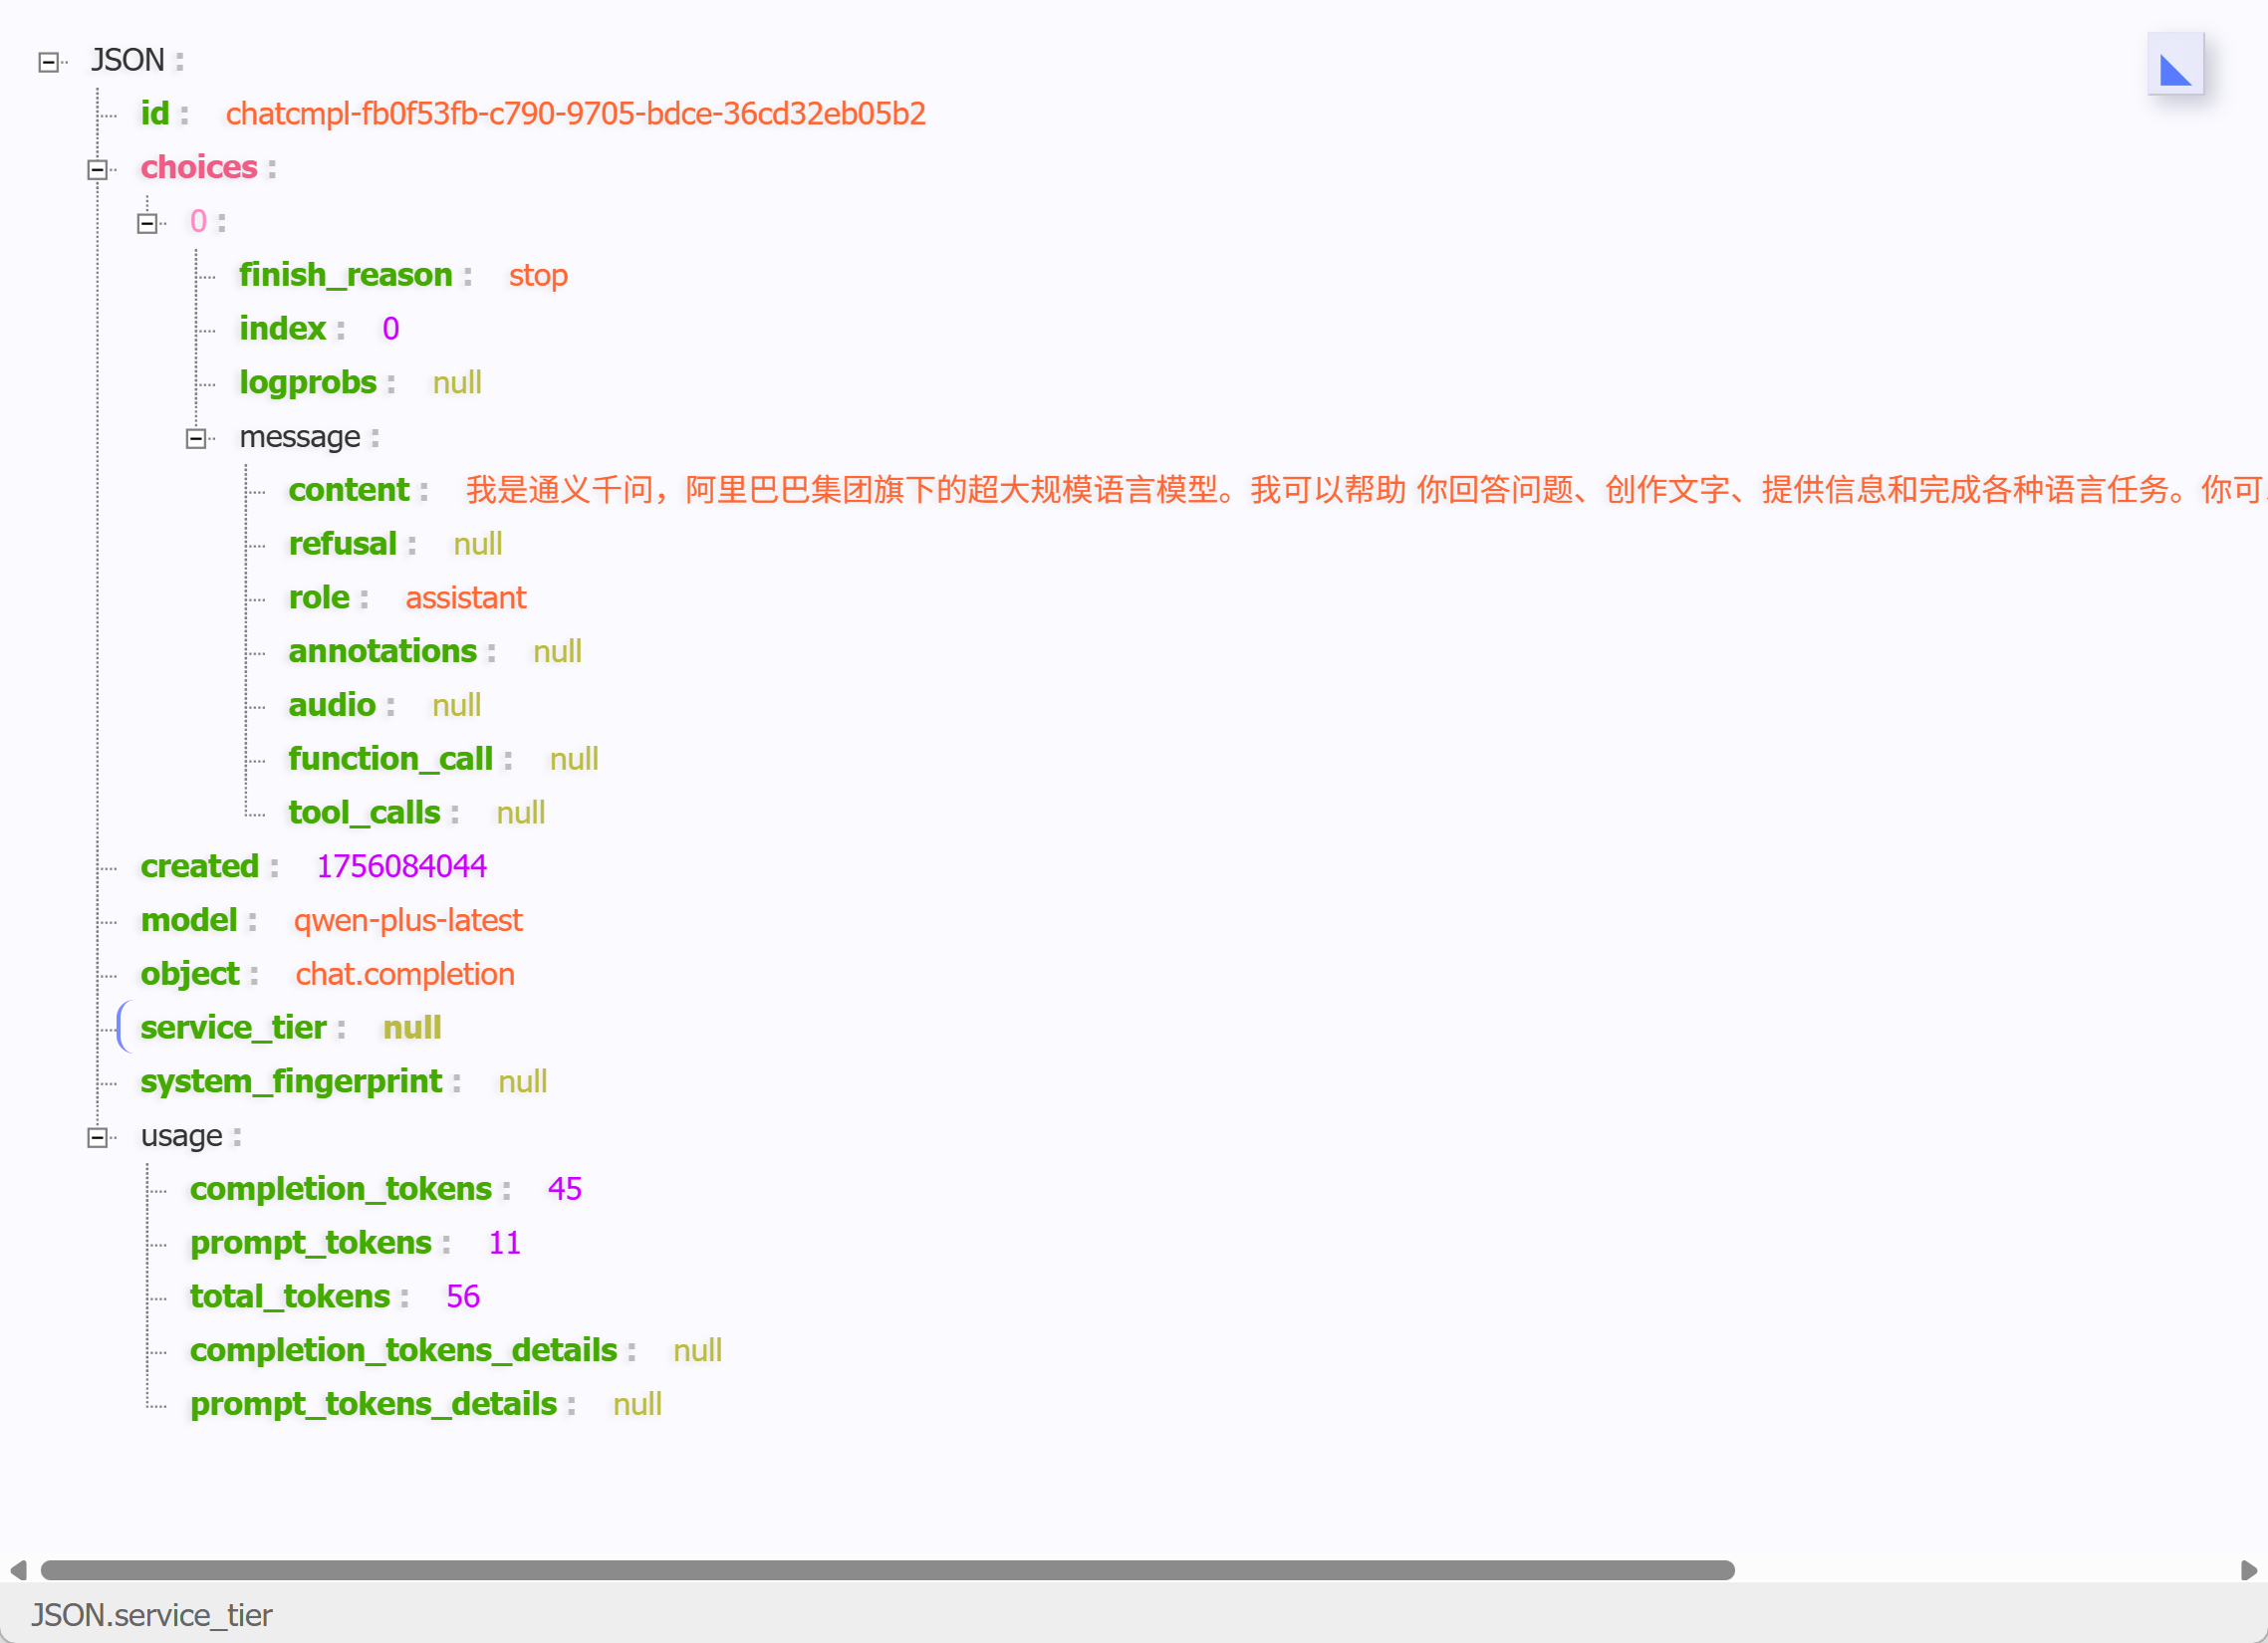 JSON :
id : chatcmpl-fb0f53fb-c790-9705-bdce-36cd32eb05b2
choices :
0 :
finish_reason : stop
index : 0
logprobs : null
message :
content : 我是通义千问，阿里巴巴集团旗下的超大规模语言模型。我可以帮助 你回答问题、创作文字、提供信息和完成各种语言任务。你可
refusal : null
role : assistant
annotations : null
audio : null
function_call : null
tool_calls : null
created : 1756084044
model : qwen-plus-latest
object : chat.completion
service_tier : null
system_fingerprint : null
usage :
completion_tokens : 45
prompt_tokens : 11
total_tokens : 56
completion_tokens_details : null
prompt_tokens_details : null
JSON.service_tier